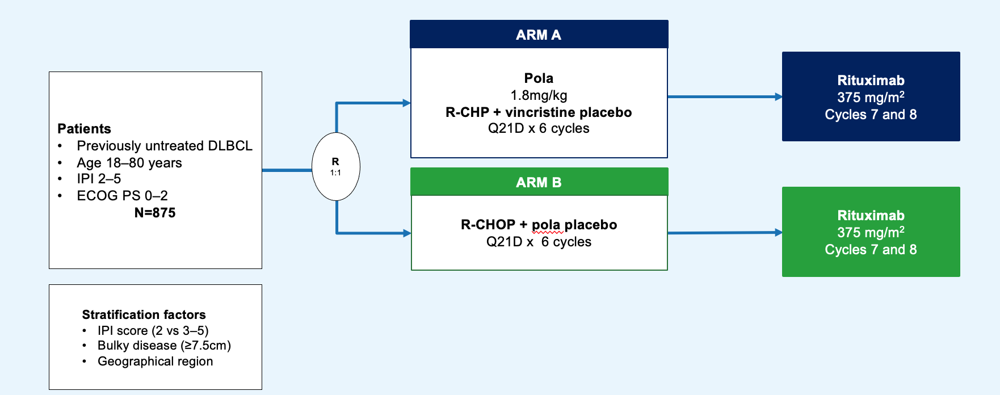 Patients
• Previously untreated DLBCL
• Age 18–80 years
• IPI 2–5
• ECOG PS 0–2
N=875
Stratification factors
• IPI score (2 vs 3–5)
• Bulky disease (≥7.5cm)
• Geographical region
R
1:1
ARM A
Pola
1.8mg/kg
R-CHP + vincristine placebo
Q21D x 6 cycles
Rituximab
375 mg/m²
Cycles 7 and 8
ARM B
R-CHOP + pola placebo
Q21D x  6 cycles
Rituximab
375 mg/m²
Cycles 7 and 8